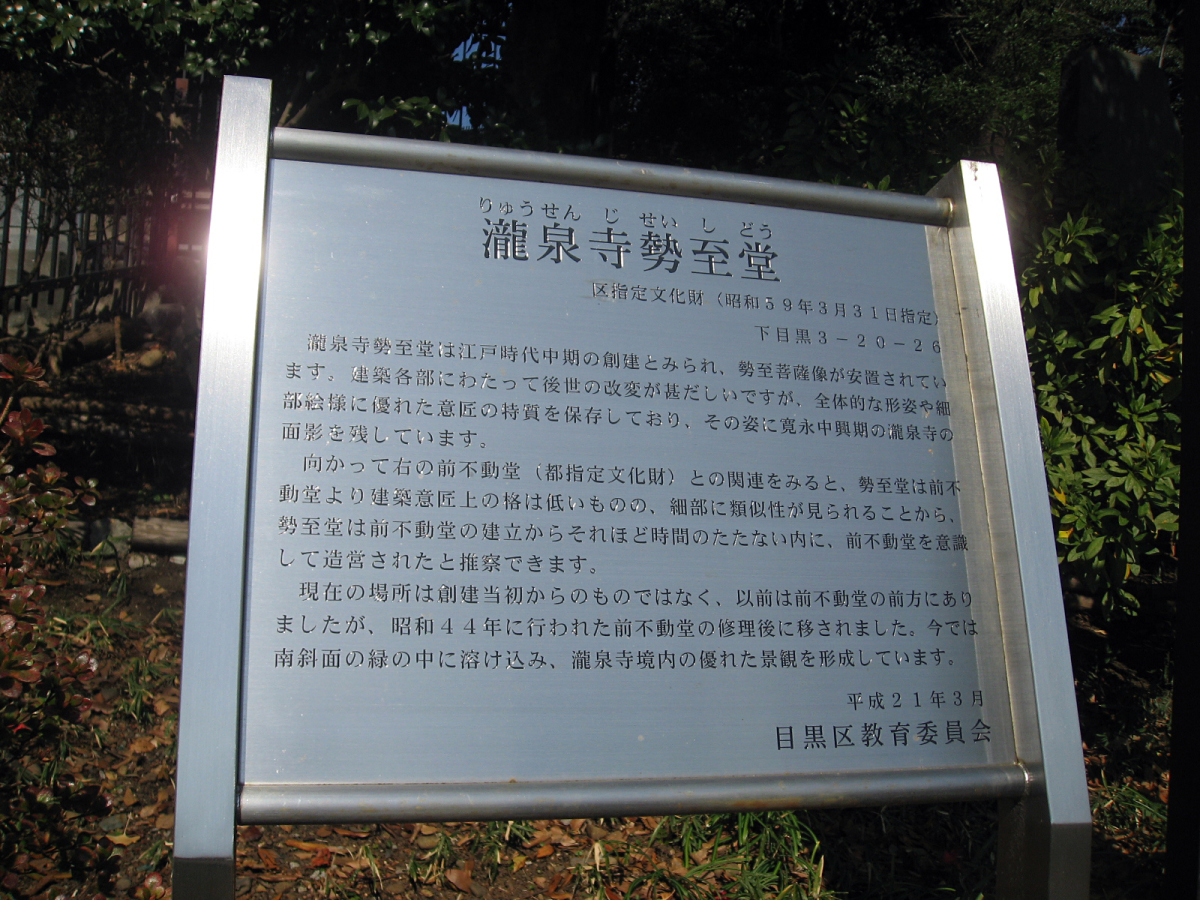 りゅうせん じ せい し どう
瀧泉寺勢至堂
区指定文化財（昭和59年3月31日指定）
下目黒3－20－26
瀧泉寺勢至堂は江戸時代中期の創建とみられ、勢至菩薩像が安置されてい
ます。建築各部にわたって後世の改変が甚だしいですが、全体的な形姿や細
部絵様に優れた意匠の特質を保存しており、その姿に寛永中興期の瀧泉寺の
面影を残しています。
向かって右の前不動堂（都指定文化財）との関連をみると、勢至堂は前不
動堂より建築意匠上の格は低いものの、細部に類似性が見られることから、
勢至堂は前不動堂の建立からそれほど時間のたたない内に、前不動堂を意識
して造営されたと推察できます。
現在の場所は創建当初からのものではなく、以前は前不動堂の前方にあり
ましたが、昭和44年に行われた前不動堂の修理後に移されました。今では
南斜面の緑の中に溶け込み、瀧泉寺境内の優れた景観を形成しています。
平成21年3月
目黒区教育委員会